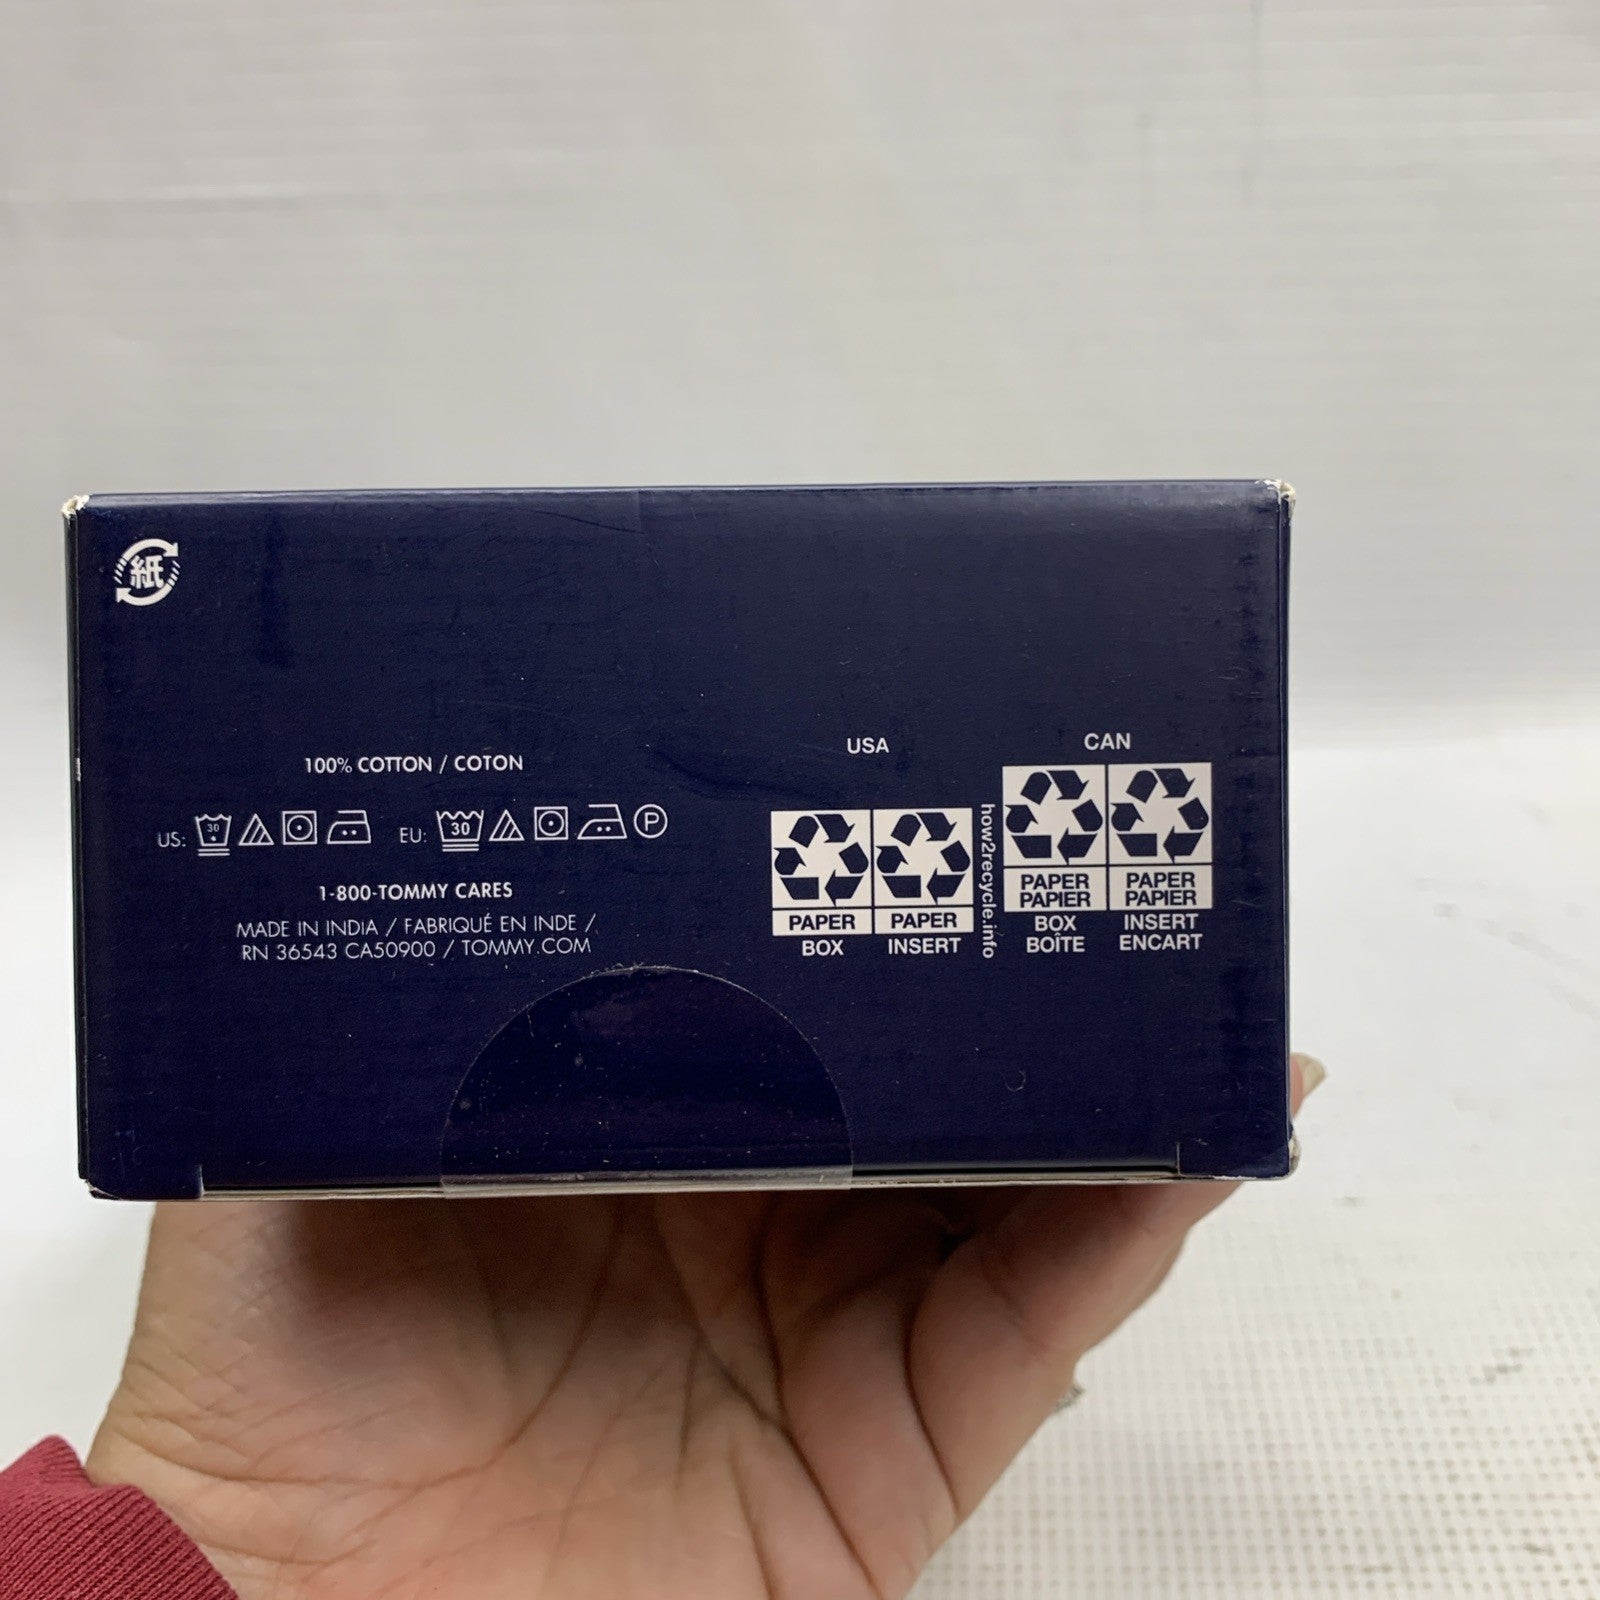 紙
100% COTTON / COTON
US: 30 EU: 30 P
1-800-TOMMY CARES
MADE IN INDIA / FABRIQUÉ EN INDE /
RN 36543 CA50900 / TOMMY.COM
USA
PAPER PAPER
BOX INSERT
how2recycle.info
CAN
PAPER PAPER
PAPIER PAPIER
BOX INSERT
BOÎTE ENCART